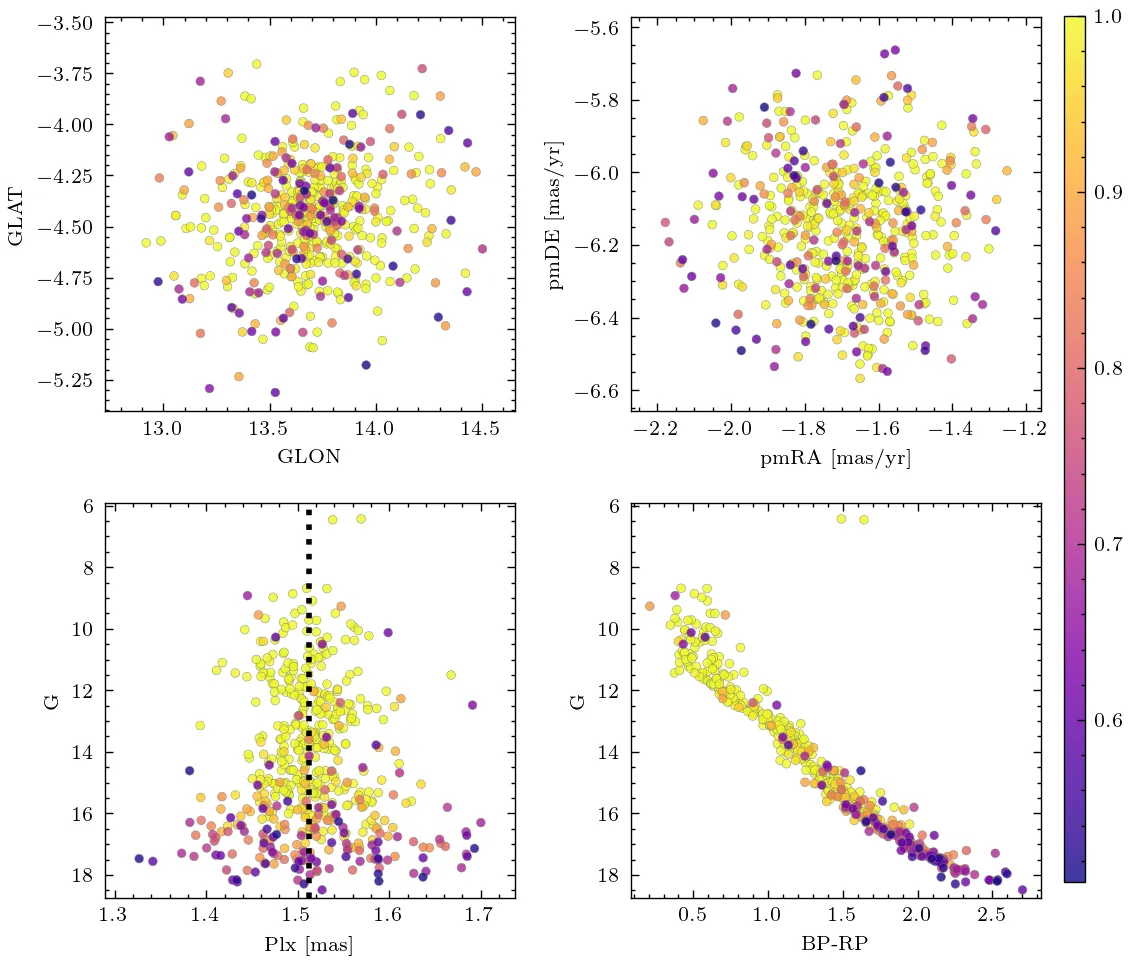 −3.50
−3.75
−4.00
−4.25
−4.50
−4.75
−5.00
−5.25
GLAT
13.0 13.5 14.0 14.5
GLON
−5.6
−5.8
−6.0
−6.2
−6.4
−6.6
pmDE [mas/yr]
−2.2 −2.0 −1.8 −1.6 −1.4 −1.2
pmRA [mas/yr]
1.0
0.9
0.8
0.7
0.6
6
8
10
12
14
16
18
G
1.3 1.4 1.5 1.6 1.7
Plx [mas]
6
8
10
12
14
16
18
G
0.5 1.0 1.5 2.0 2.5
BP-RP